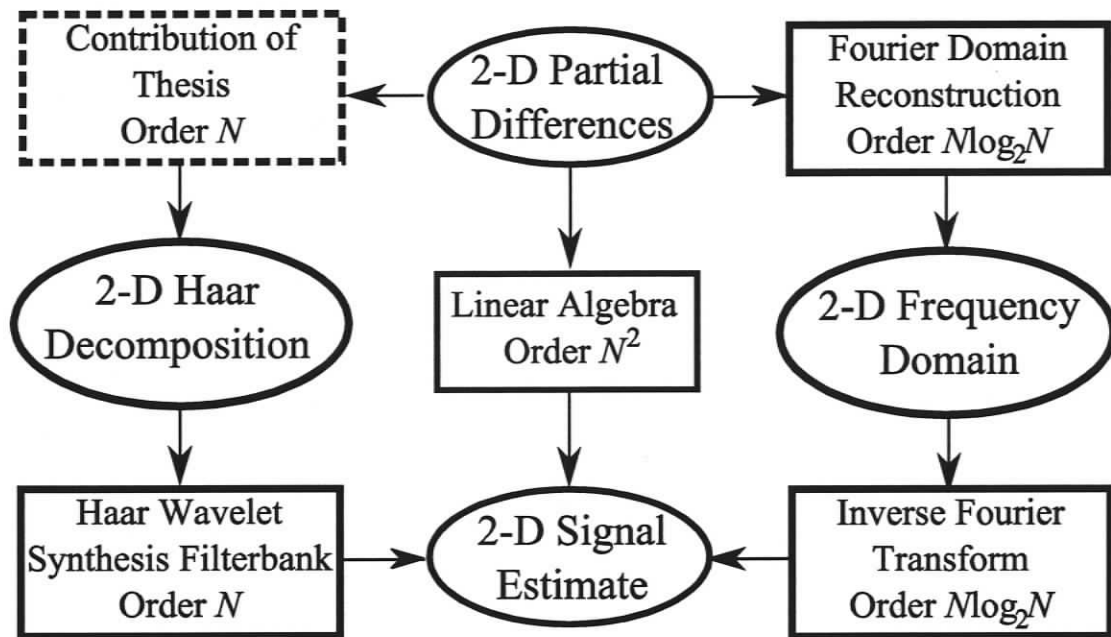 Contribution of
Thesis
Order N
2-D Partial
Differences
Fourier Domain
Reconstruction
Order Nlog₂N
2-D Haar
Decomposition
Linear Algebra
Order N²
2-D Frequency
Domain
Haar Wavelet
Synthesis Filterbank
Order N
2-D Signal
Estimate
Inverse Fourier
Transform
Order Nlog₂N